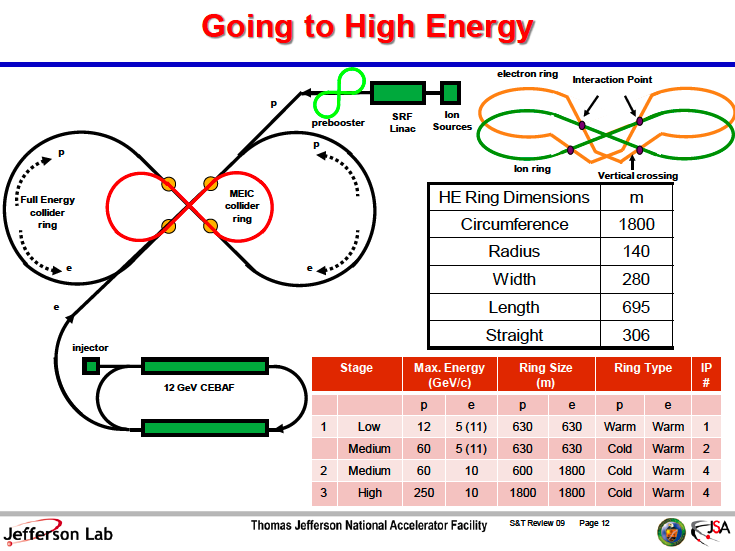 Going to High Energy
electron ring
Interaction Point
p
prebooster
SRF
Linac
Ion
Sources
p
p
Ion ring
Vertical crossing
Full Energy
collider
ring
MEIC
collider
ring
e
e
e
injector
12 GeV CEBAF
HE Ring Dimensions m
Circumference 1800
Radius 140
Width 280
Length 695
Straight 306
Stage Max. Energy (GeV/c) Ring Size (m) Ring Type IP #
p e p e p e
1 Low 12 5 (11) 630 630 Warm Warm 1
Medium 60 5 (11) 630 630 Cold Warm 2
2 Medium 60 10 600 1800 Cold Warm 4
3 High 250 10 1800 1800 Cold Warm 4
Jefferson Lab
Thomas Jefferson National Accelerator Facility
S&T Review 09 Page 12
JSA